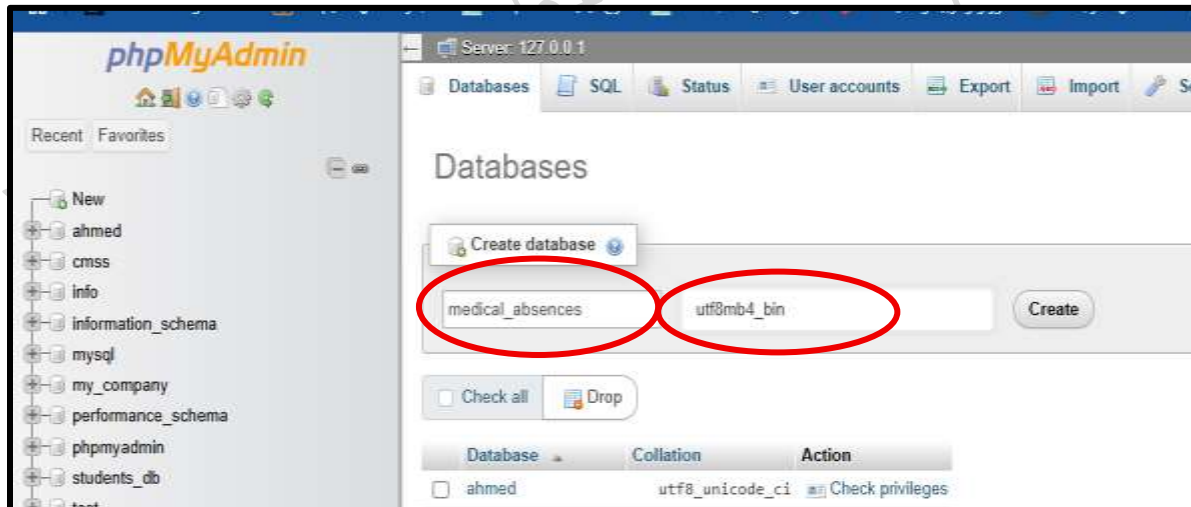 phpMyAdmin
Recent Favorites
New
ahmed
cmss
info
information_schema
mysql
my_company
performance_schema
phpmyadmin
students_db
Server: 127.0.0.1
Databases SQL Status User accounts Export Import
Databases
Create database
medical_absences utf8mb4_bin Create
Check all Drop
Database Collation Action
ahmed utf8_unicode_ci Check privileges